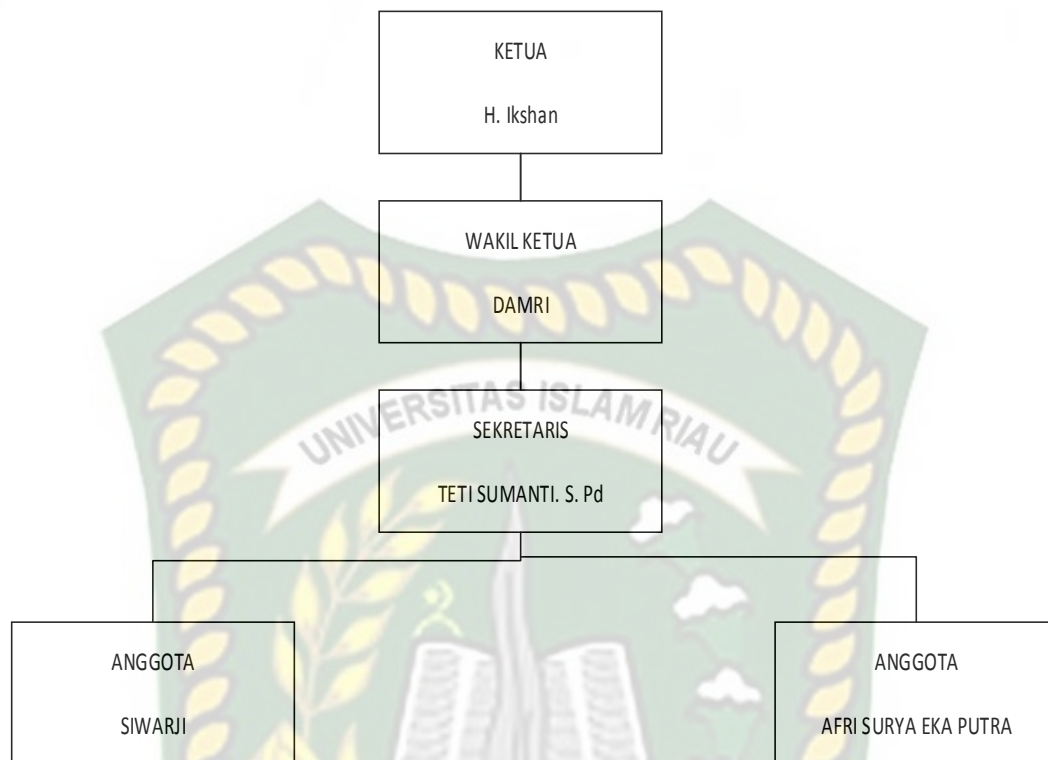 KETUA
H. Ikshan
WAKIL KETUA
DAMRI
UNIVERSITAS ISLAM RIAU
SEKRETARIS
TETI SUMANTI. S. Pd
ANGGOTA
SIWARJI
ANGGOTA
AFRI SURYA EKA PUTRA